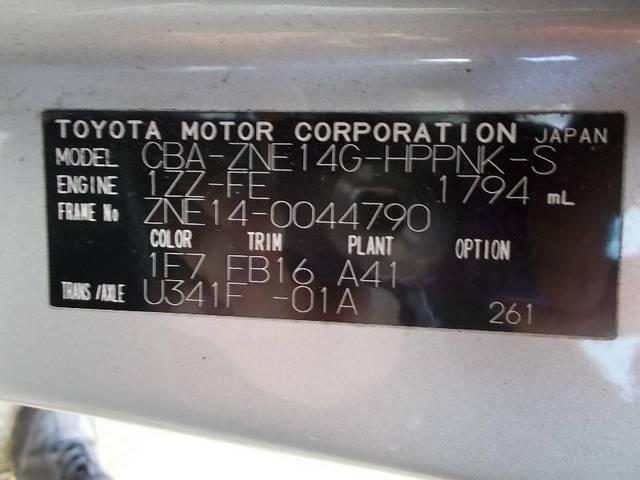 TOYOTA MOTOR CORPORATION JAPAN
MODEL CBA-ZNE14G-HPPNK-S
ENGINE 1ZZ-FE 1794 mL
FRAME No ZNE14-0044790
COLOR TRIM PLANT OPTION
1F7 FB16 A41
TRANS/AXLE U341F -01A 261